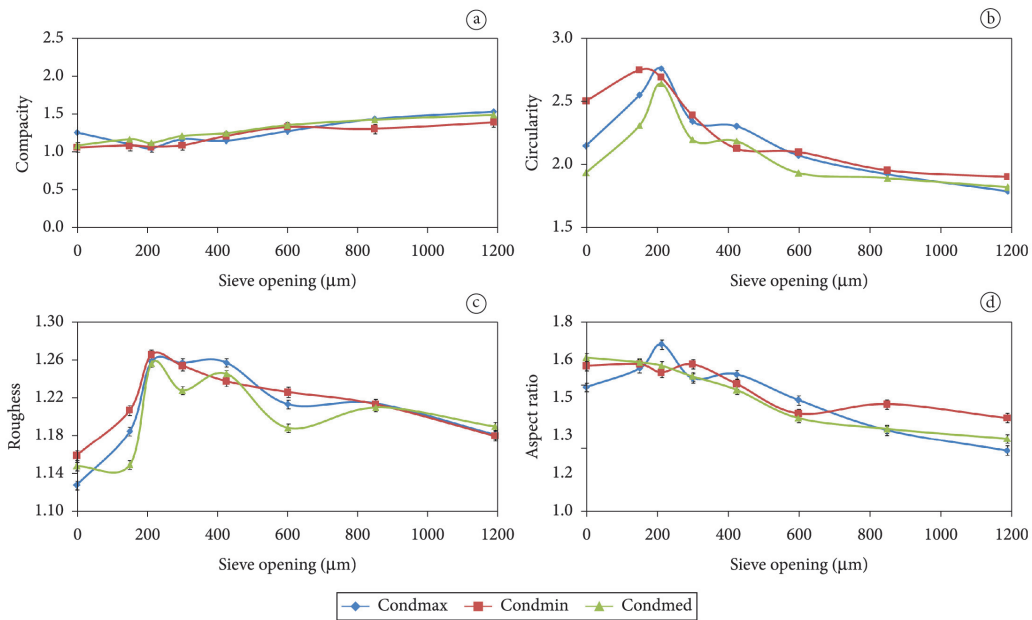 a
2.5
2.0
1.5
1.0
0.5
0.0
Compacity
0 200 400 600 800 1000 1200
Sieve opening (μm)
b
3.0
2.5
2.0
1.5
Circularity
0 200 400 600 800 1000 1200
Sieve opening (μm)
c
1.30
1.26
1.22
1.18
1.14
1.10
Roughess
0 200 400 600 800 1000 1200
Sieve opening (μm)
d
1.8
1.6
1.5
1.3
1.2
1.0
Aspect ratio
0 200 400 600 800 1000 1200
Sieve opening (μm)
Condmax Condmin Condmed